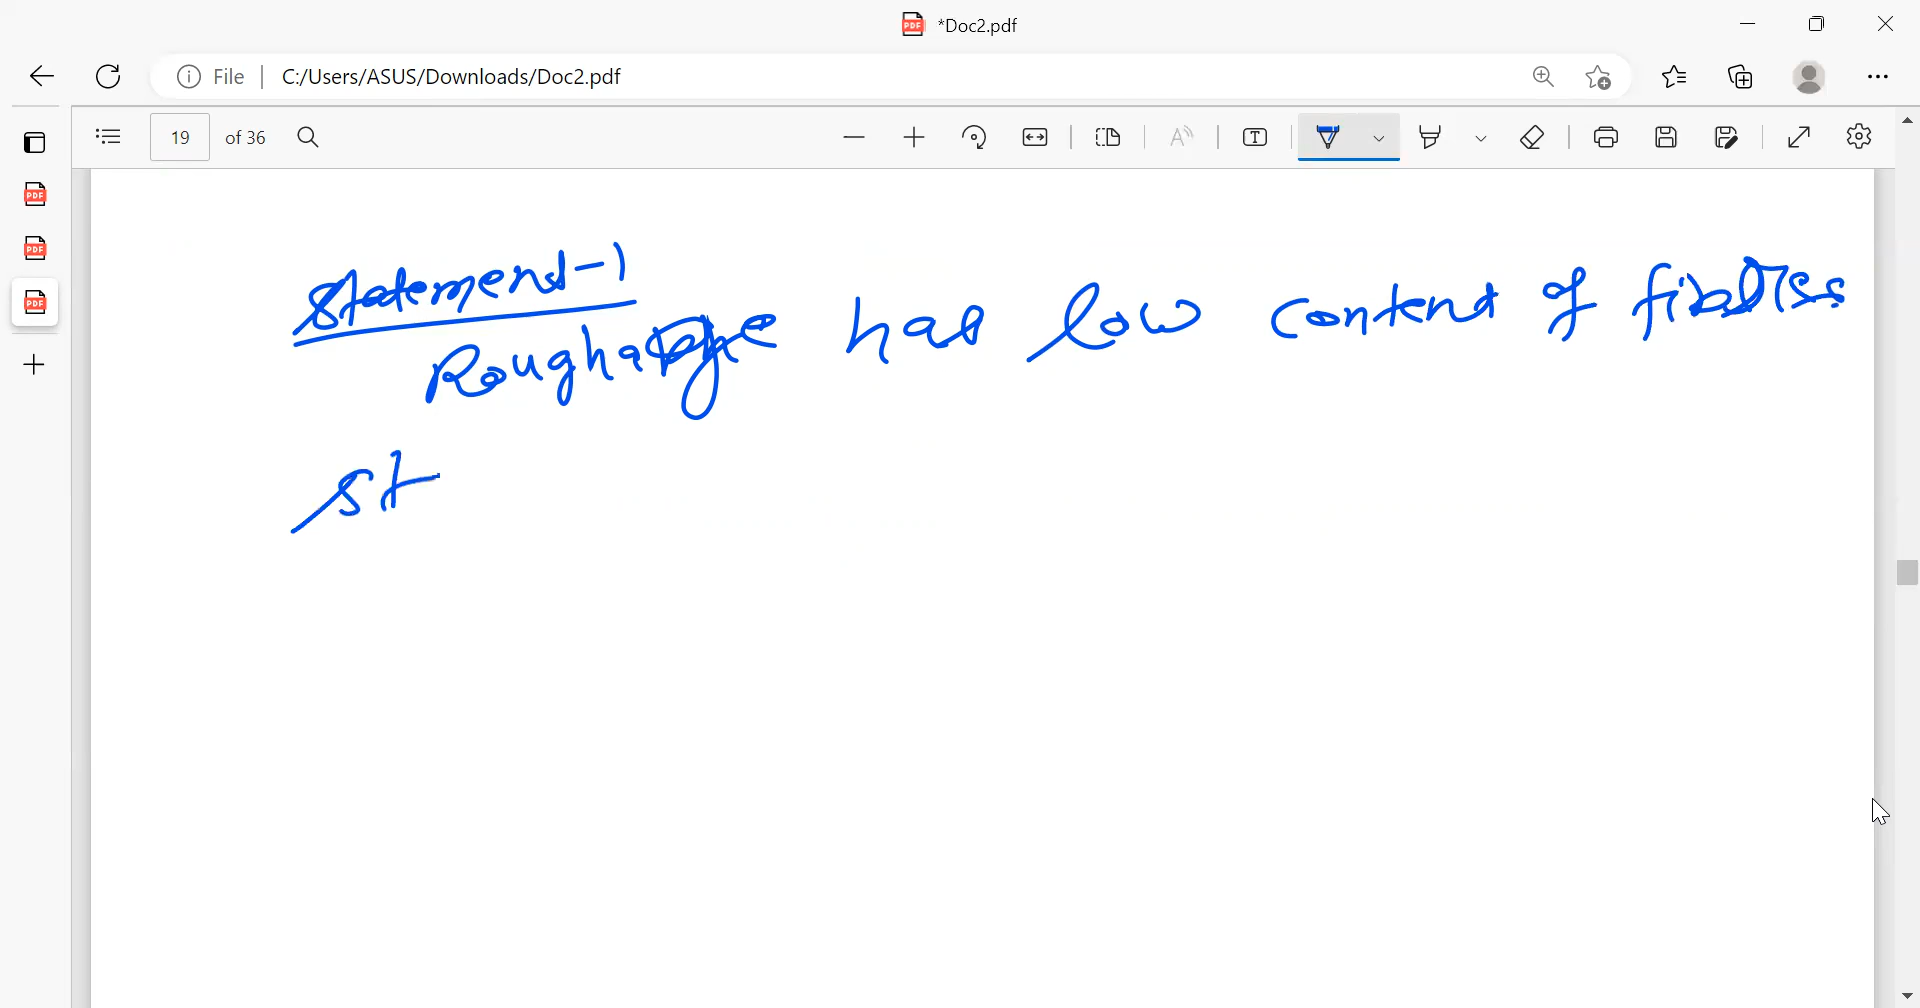 *Doc2.pdf
File | C:/Users/ASUS/Downloads/Doc2.pdf
19 of 36
Statement-1
Roughage has low content of
St